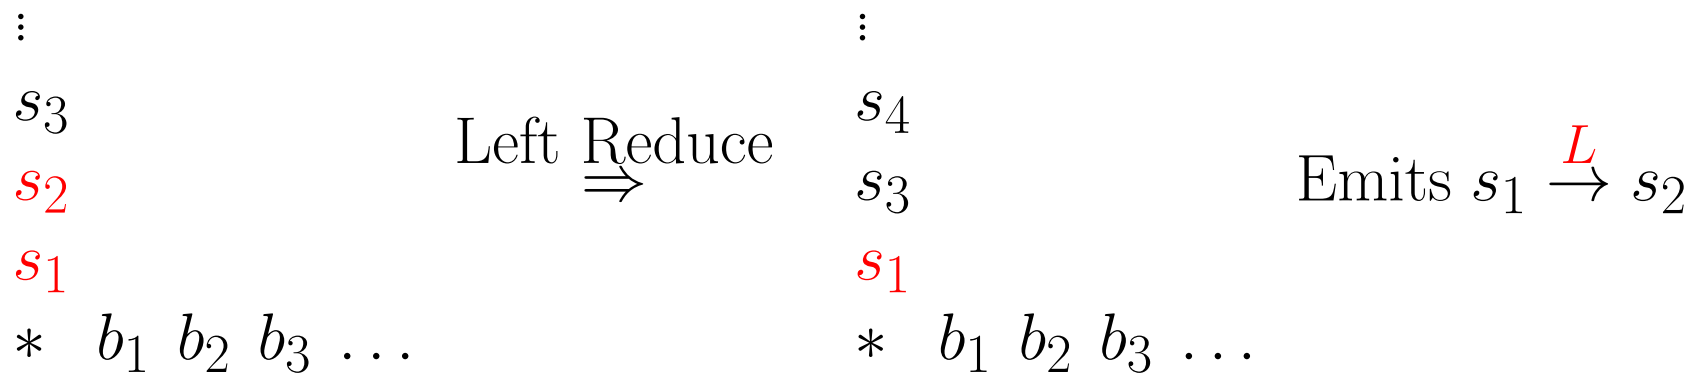 ⋮ ⋮
s₃ s₄
Left Reduce
⇒
s₂ s₃ Emits s₁ →ᴸ s₂
s₁ s₁
* b₁ b₂ b₃ … * b₁ b₂ b₃ …